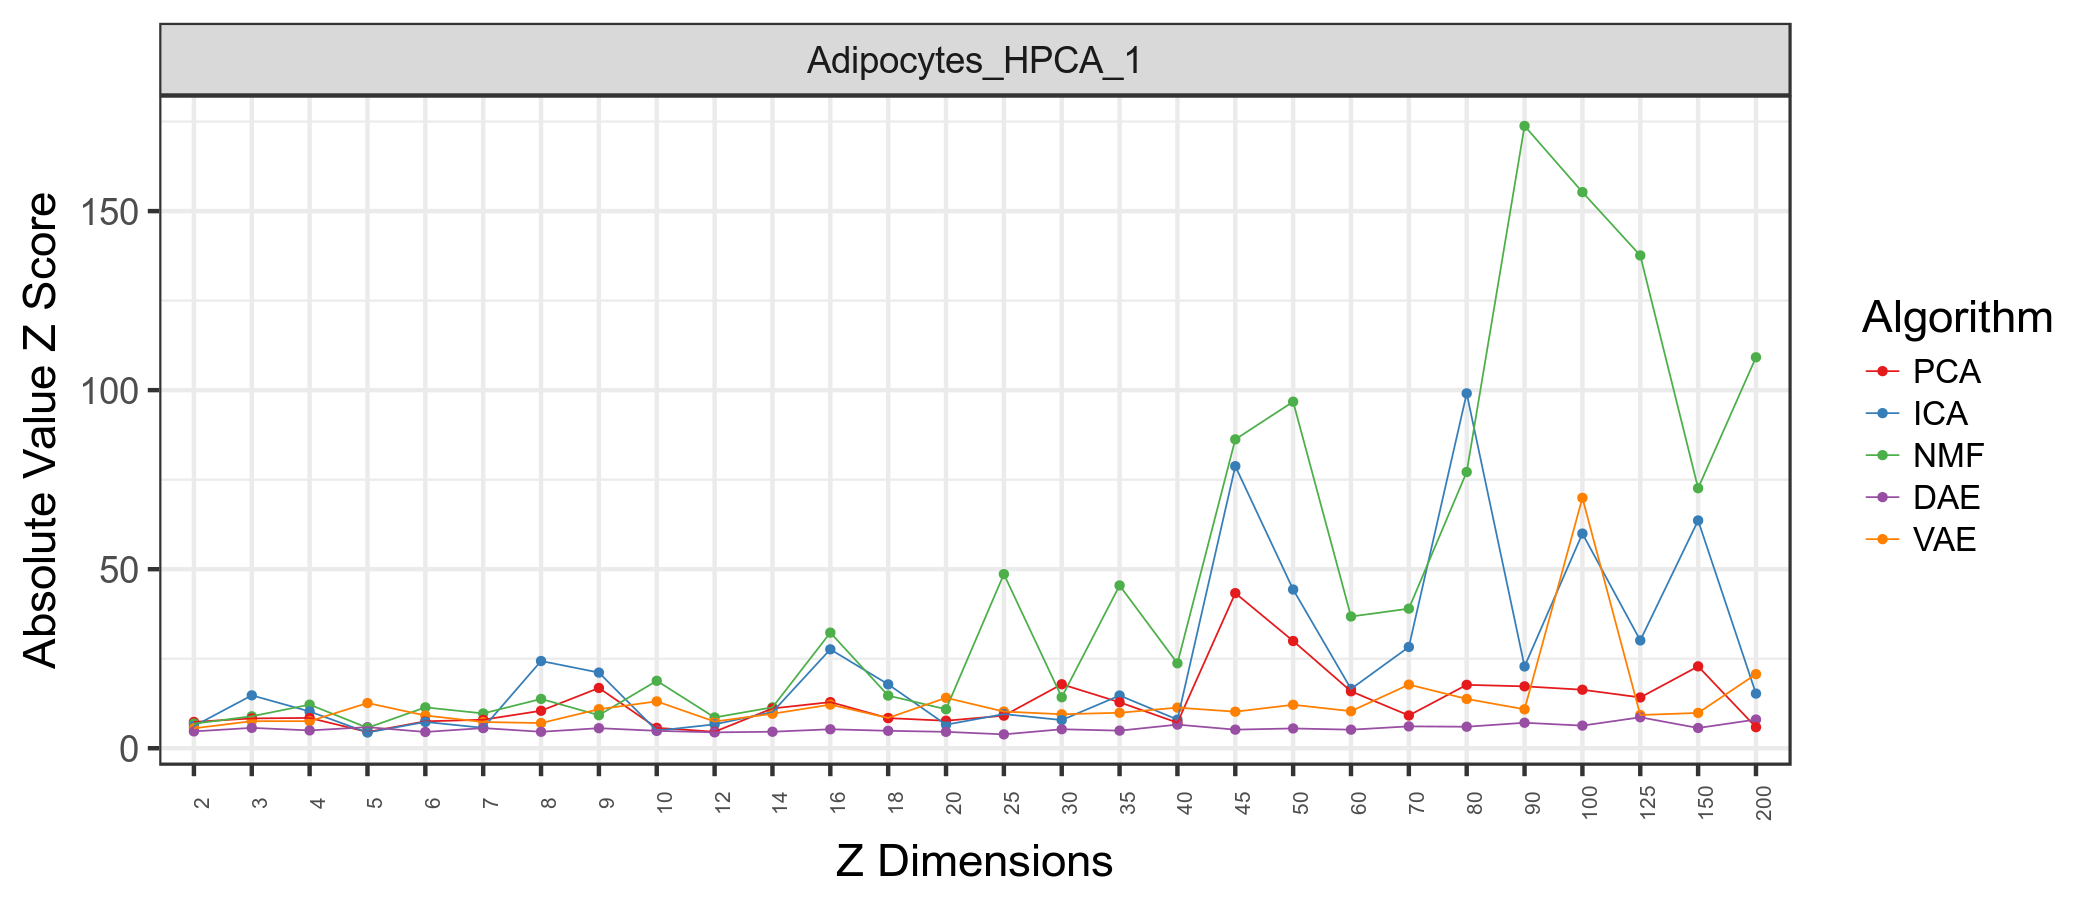 Adipocytes_HPCA_1
Absolute Value Z Score
150
100
50
0
2 3 4 5 6 7 8 9 10 12 14 16 18 20 25 30 35 40 45 50 60 70 80 90 100 125 150 200
Z Dimensions
Algorithm
PCA
ICA
NMF
DAE
VAE